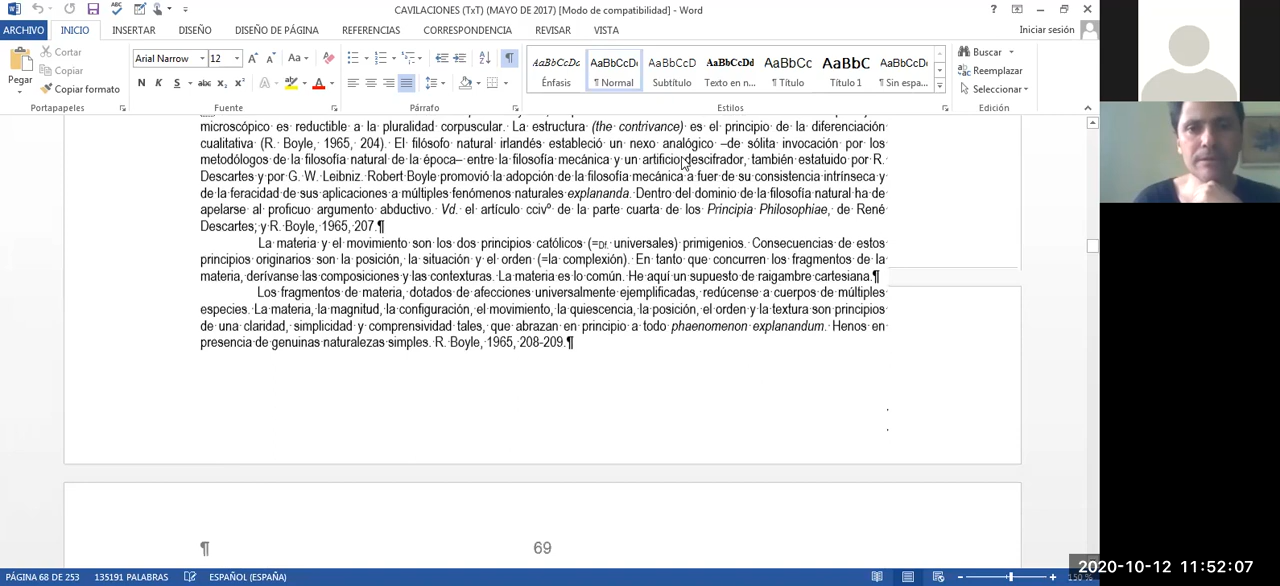 CAVILACIONES (TxT) (MAYO DE 2017) [Modo de compatibilidad] - Word
ARCHIVO INICIO INSERTAR DISEÑO DISEÑO DE PÁGINA REFERENCIAS CORRESPONDENCIA REVISAR VISTA Iniciar sesión
Pegar
Cortar
Copiar
Copiar formato
Portapapeles
Arial Narrow 12
Fuente
Párrafo
AaBbCcDc AaBbCcDc AaBbCcD AaBbCcDd AaBbCc AaBbC AaBbCcDc
Énfasis ¶ Normal Subtítulo Texto en n... ¶ Título Título 1 ¶ Sin espa...
Estilos
Buscar
Reemplazar
Seleccionar
Edición
microscópico es reductible a la pluralidad corpuscular. La estructura (the contrivance) es el principio de la diferenciación
cualitativa (R. Boyle, 1965, 204). El filósofo natural irlandés estableció un nexo analógico –de sólita invocación por los
metodólogos de la filosofía natural de la época– entre la filosofía mecánica y un artificio descifrador, también estatuido por R.
Descartes y por G. W. Leibniz. Robert Boyle promovió la adopción de la filosofía mecánica a fuer de su consistencia intrínseca y
de la feracidad de sus aplicaciones a múltiples fenómenos naturales explananda. Dentro del dominio de la filosofía natural ha de
apelarse al proficuo argumento abductivo. Vd. el artículo ccivº de la parte cuarta de los Principia Philosophiae, de René
Descartes; y R. Boyle, 1965, 207.¶
La materia y el movimiento son los dos principios católicos (=Df. universales) primigenios. Consecuencias de estos
principios originarios son la posición, la situación y el orden (=la complexión). En tanto que concurren los fragmentos de la
materia, derívanse las composiciones y las contexturas. La materia es lo común. He aquí un supuesto de raigambre cartesiana.¶
Los fragmentos de materia, dotados de afecciones universalmente ejemplificadas, redúcense a cuerpos de múltiples
especies. La materia, la magnitud, la configuración, el movimiento, la quiescencia, la posición, el orden y la textura son principios
de una claridad, simplicidad y comprensividad tales, que abrazan en principio a todo phaenomenon explanandum. Henos en
presencia de genuinas naturalezas simples. R. Boyle, 1965, 208-209.¶
¶ 69
PÁGINA 68 DE 253 135191 PALABRAS ESPAÑOL (ESPAÑA) 150 %
2020-10-12 11:52:07